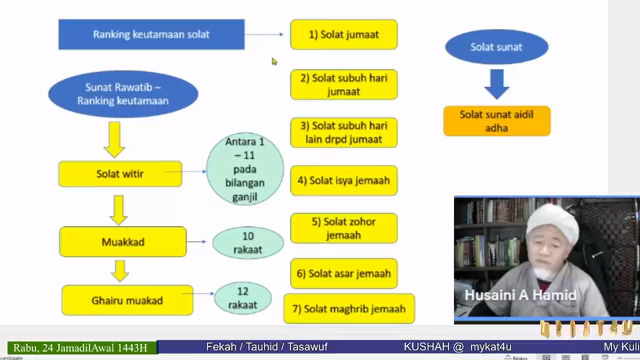 Ranking keutamaan solat
1) Solat jumaat
2) Solat subuh hari
jumaat
3) Solat subuh hari
lain drpd jumaat
4) Solat isya jemaah
5) Solat zohor
jemaah
6) Solat asar jemaah
7) Solat maghrib jemaah
Sunat Rawatib –
Ranking keutamaan
Solat witir
Antara 1
– 11
pada
bilangan
ganjil
Muakkad
10
rakaat
Ghairu muakad
12
rakaat
Solat sunat
Solat sunat aidil
adha
Husaini A Hamid
Rabu, 24 JamadilAwal 1443H
Fekah / Tauhid / Tasawuf
KUSHAH @ mykat4u
My Kuli